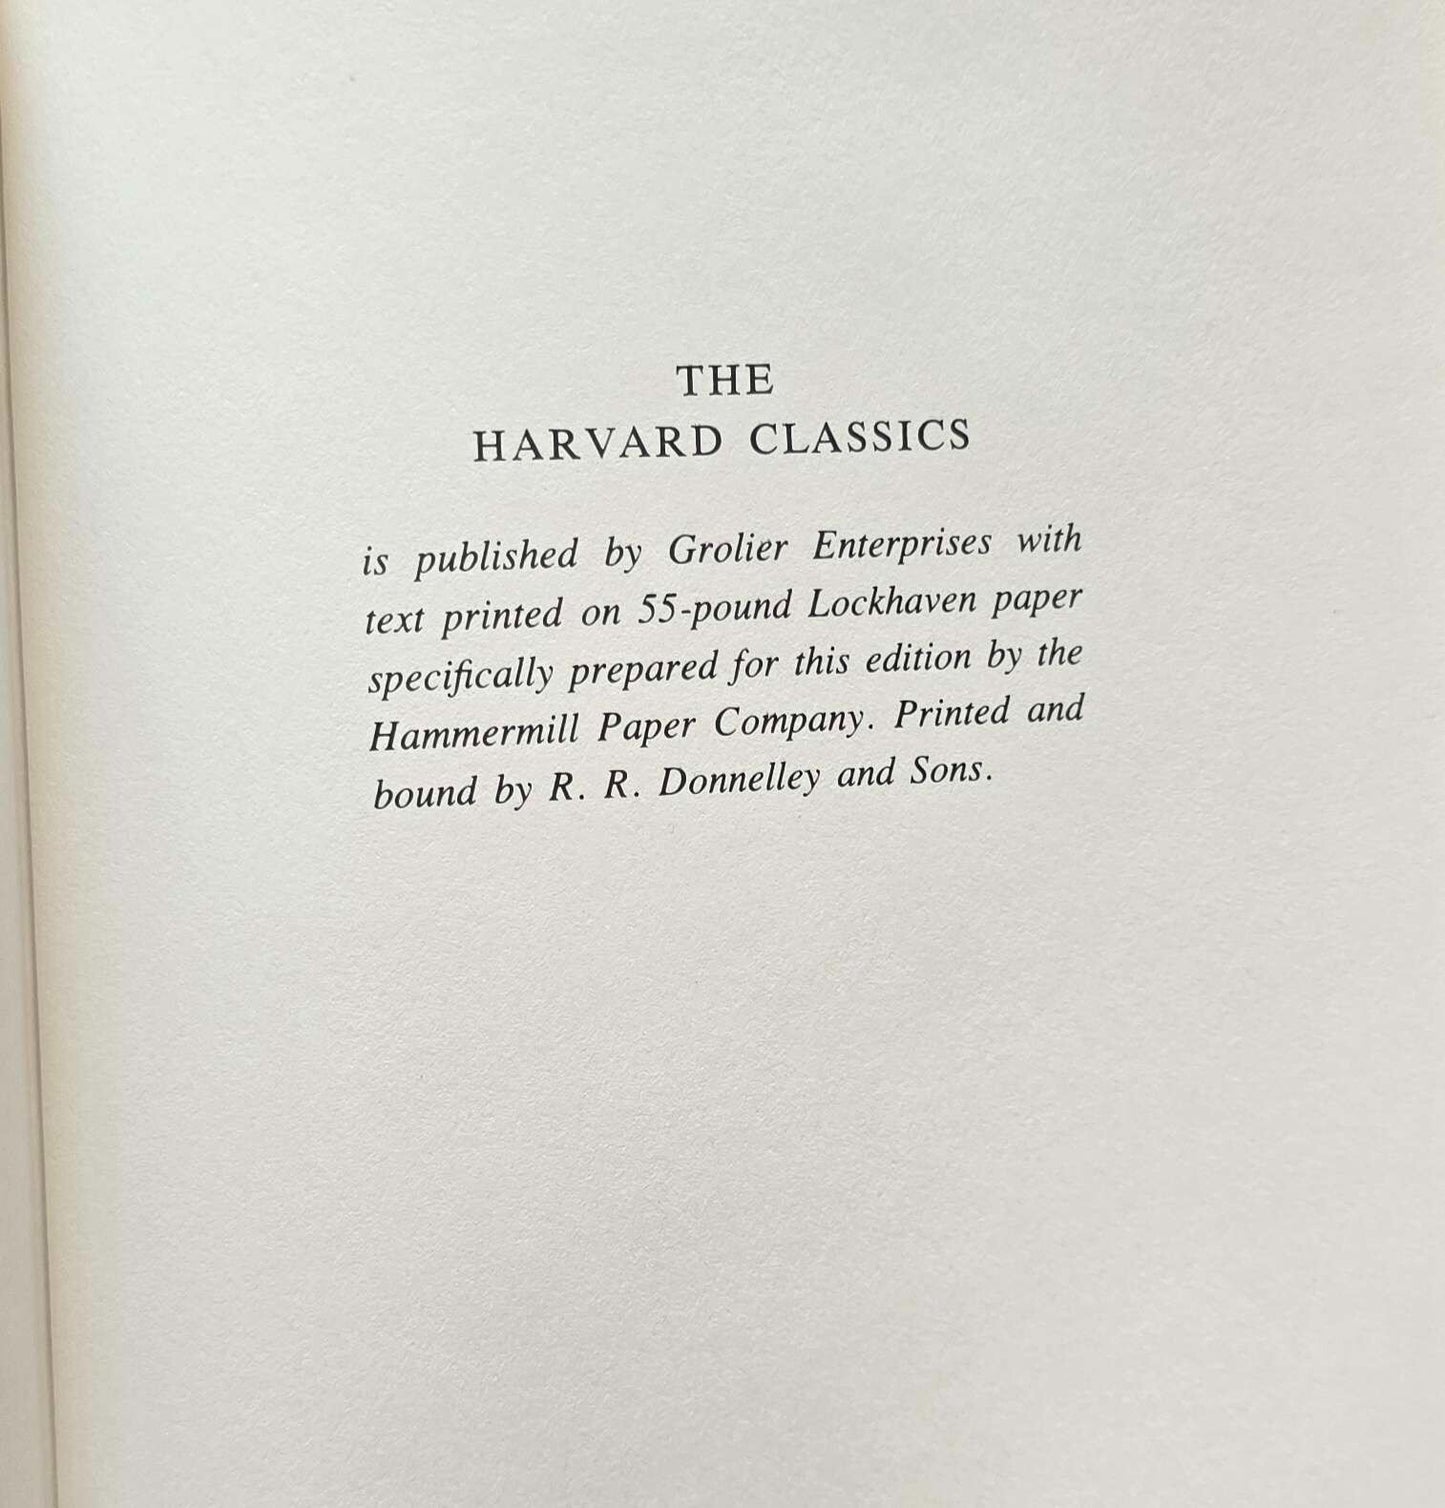 THE
HARVARD CLASSICS
is published by Grolier Enterprises with
text printed on 55-pound Lockhaven paper
specifically prepared for this edition by the
Hammermill Paper Company. Printed and
bound by R. R. Donnelley and Sons.